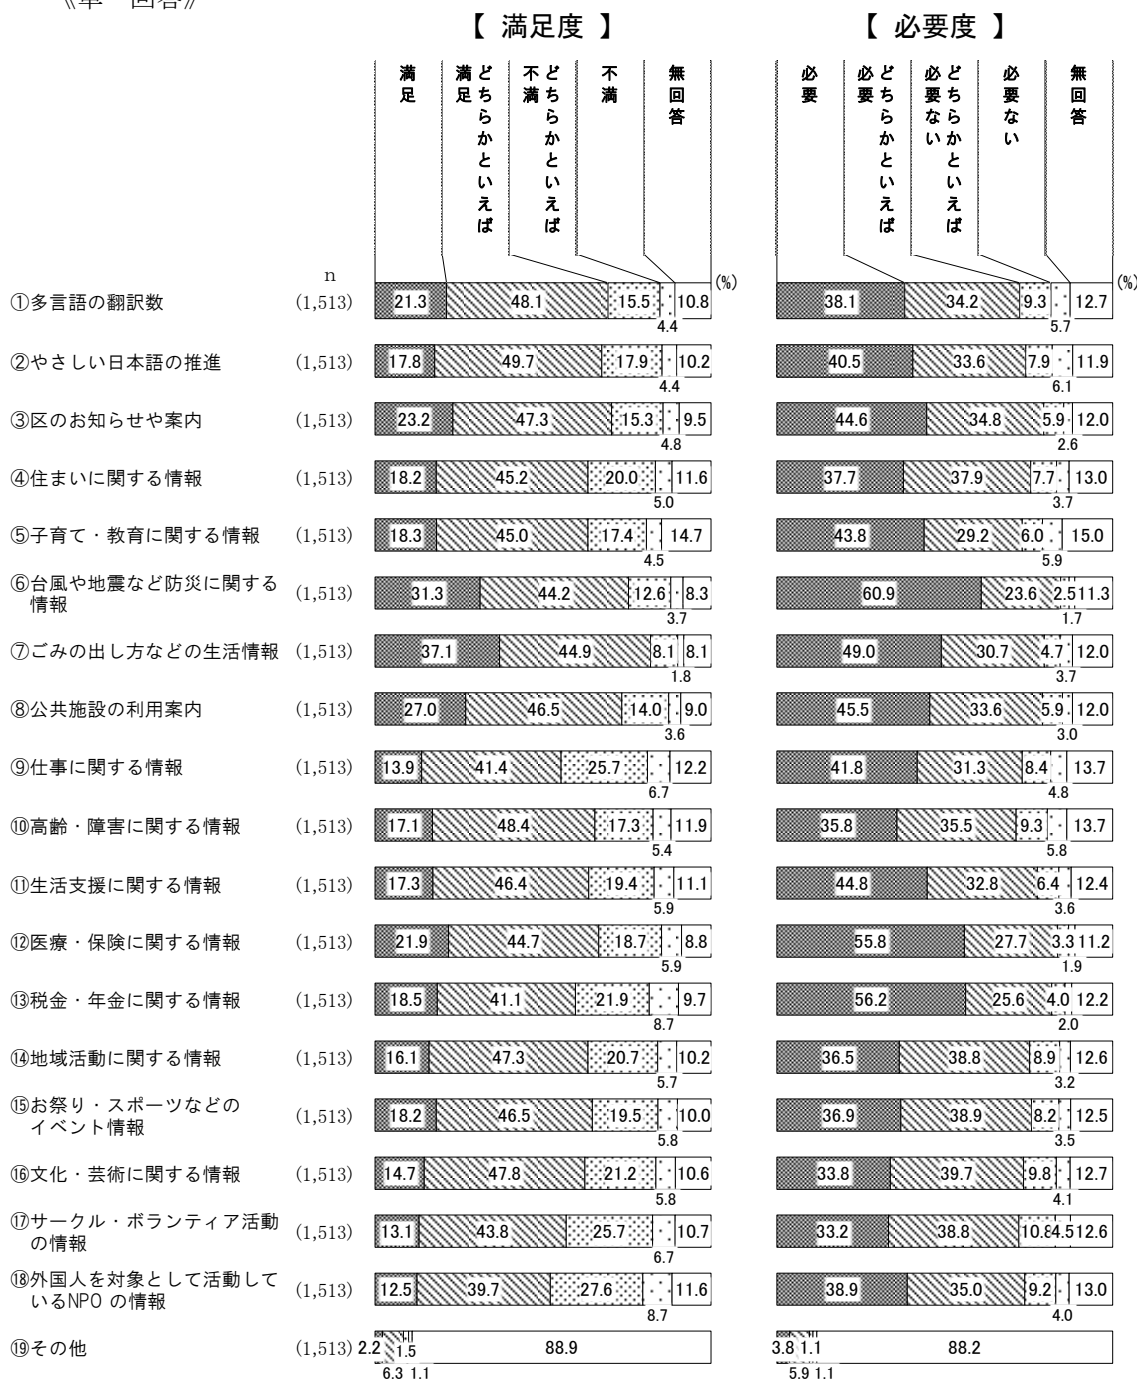 《単一回答》
【 満足度 】
【 必要度 】
満足
どちらかといえば満足
どちらかといえば不満
不満
無回答
必要
どちらかといえば必要
どちらかといえば必要ない
必要ない
無回答
n
(%)
(%)
①多言語の翻訳数 (1,513) 21.3 48.1 15.5 4.4 10.8 38.1 34.2 9.3 5.7 12.7
②やさしい日本語の推進 (1,513) 17.8 49.7 17.9 4.4 10.2 40.5 33.6 7.9 6.1 11.9
③区のお知らせや案内 (1,513) 23.2 47.3 15.3 4.8 9.5 44.6 34.8 5.9 2.6 12.0
④住まいに関する情報 (1,513) 18.2 45.2 20.0 5.0 11.6 37.7 37.9 7.7 3.7 13.0
⑤子育て・教育に関する情報 (1,513) 18.3 45.0 17.4 4.5 14.7 43.8 29.2 6.0 5.9 15.0
⑥台風や地震など防災に関する
情報 (1,513) 31.3 44.2 12.6 3.7 8.3 60.9 23.6 2.5 1.7 11.3
⑦ごみの出し方などの生活情報 (1,513) 37.1 44.9 8.1 1.8 8.1 49.0 30.7 4.7 3.7 12.0
⑧公共施設の利用案内 (1,513) 27.0 46.5 14.0 3.6 9.0 45.5 33.6 5.9 3.0 12.0
⑨仕事に関する情報 (1,513) 13.9 41.4 25.7 6.7 12.2 41.8 31.3 8.4 4.8 13.7
⑩高齢・障害に関する情報 (1,513) 17.1 48.4 17.3 5.4 11.9 35.8 35.5 9.3 5.8 13.7
⑪生活支援に関する情報 (1,513) 17.3 46.4 19.4 5.9 11.1 44.8 32.8 6.4 3.6 12.4
⑫医療・保険に関する情報 (1,513) 21.9 44.7 18.7 5.9 8.8 55.8 27.7 3.3 1.9 11.2
⑬税金・年金に関する情報 (1,513) 18.5 41.1 21.9 8.7 9.7 56.2 25.6 4.0 2.0 12.2
⑭地域活動に関する情報 (1,513) 16.1 47.3 20.7 5.7 10.2 36.5 38.8 8.9 3.2 12.6
⑮お祭り・スポーツなどの
イベント情報 (1,513) 18.2 46.5 19.5 5.8 10.0 36.9 38.9 8.2 3.5 12.5
⑯文化・芸術に関する情報 (1,513) 14.7 47.8 21.2 5.8 10.6 33.8 39.7 9.8 4.1 12.7
⑰サークル・ボランティア活動
の情報 (1,513) 13.1 43.8 25.7 6.7 10.7 33.2 38.8 10.8 4.5 12.6
⑱外国人を対象として活動して
いるNPO の情報 (1,513) 12.5 39.7 27.6 8.7 11.6 38.9 35.0 9.2 4.0 13.0
⑲その他 (1,513) 2.2 6.3 1.5 1.1 88.9 3.8 5.9 1.1 1.1 88.2